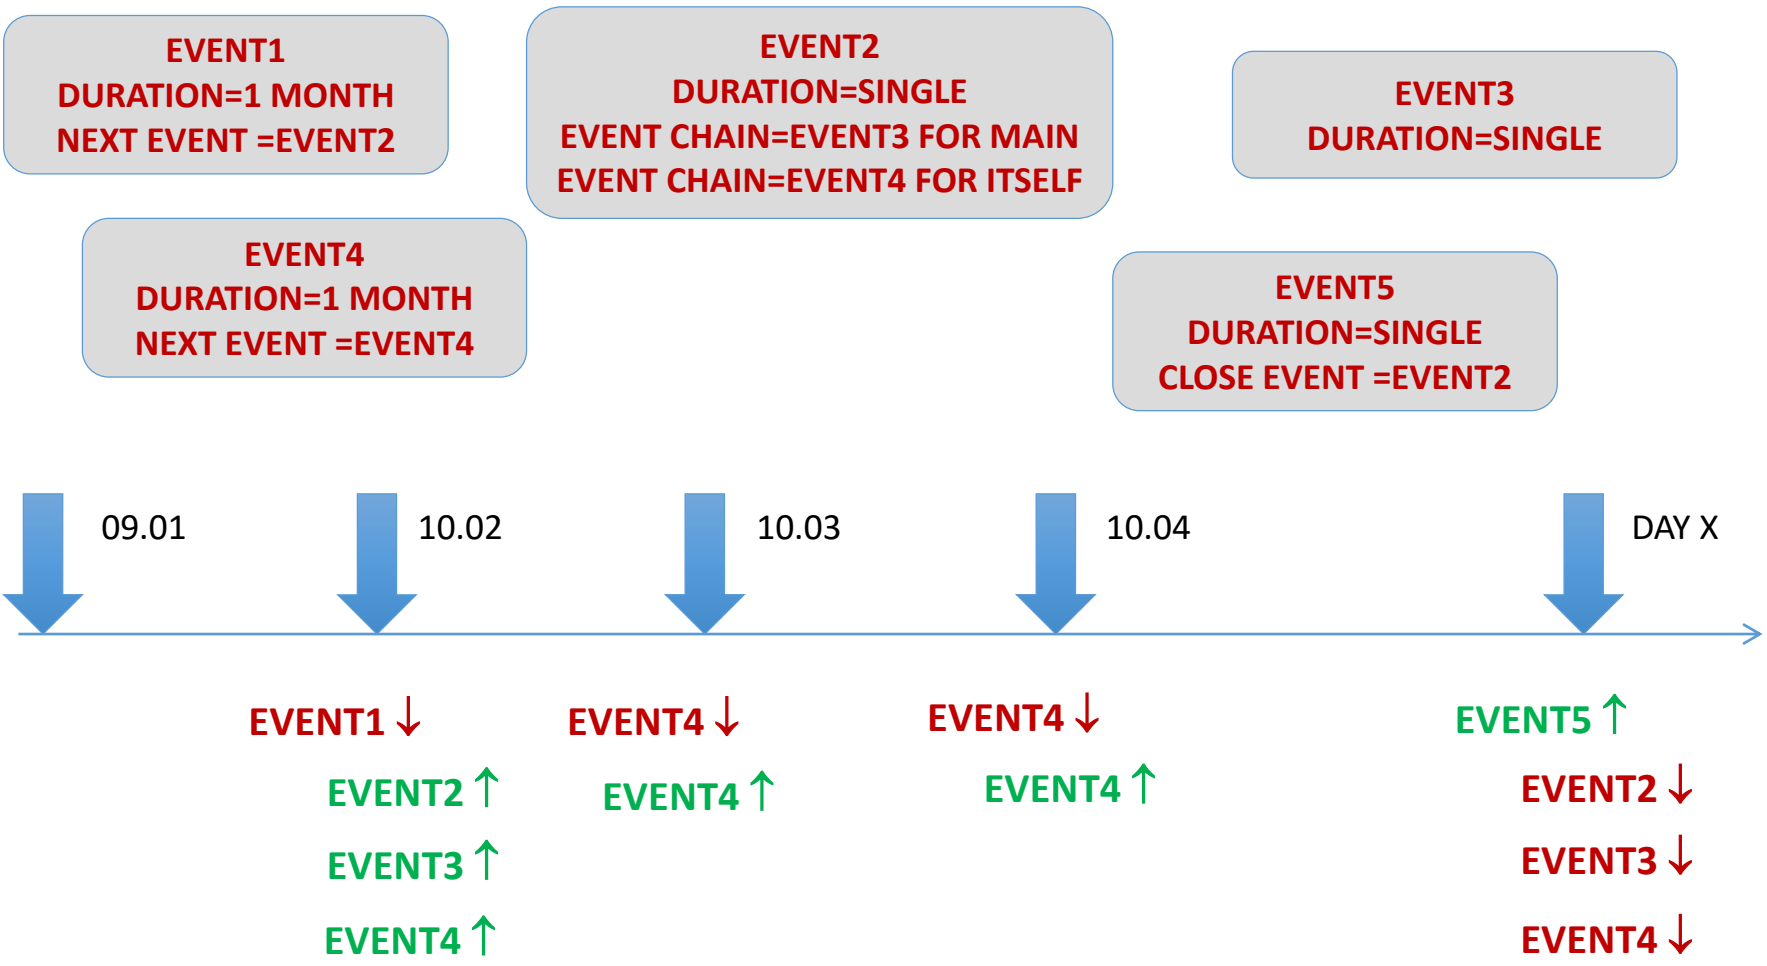 EVENT1
DURATION=1 MONTH
NEXT EVENT =EVENT2
EVENT2
DURATION=SINGLE
EVENT CHAIN=EVENT3 FOR MAIN
EVENT CHAIN=EVENT4 FOR ITSELF
EVENT3
DURATION=SINGLE
EVENT4
DURATION=1 MONTH
NEXT EVENT =EVENT4
EVENT5
DURATION=SINGLE
CLOSE EVENT =EVENT2
09.01
10.02
10.03
10.04
DAY X
EVENT1 ↓
EVENT2 ↑
EVENT3 ↑
EVENT4 ↑
EVENT4 ↓
EVENT4 ↑
EVENT4 ↓
EVENT4 ↑
EVENT5 ↑
EVENT2 ↓
EVENT3 ↓
EVENT4 ↓